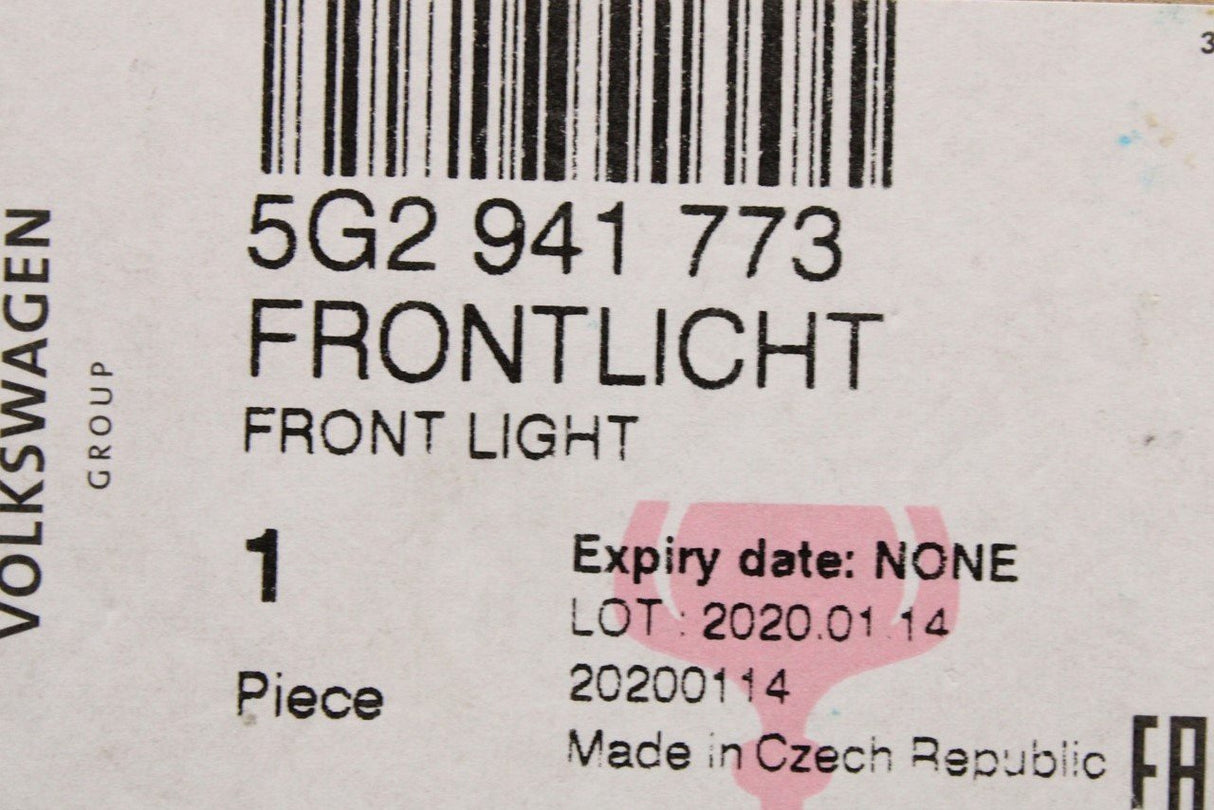 3
5G2 941 773
FRONTLICHT
FRONT LIGHT
VOLKSWAGEN
GROUP
1
Piece
Expiry date: NONE
LOT : 2020.01.14
20200114
Made in Czech Republic